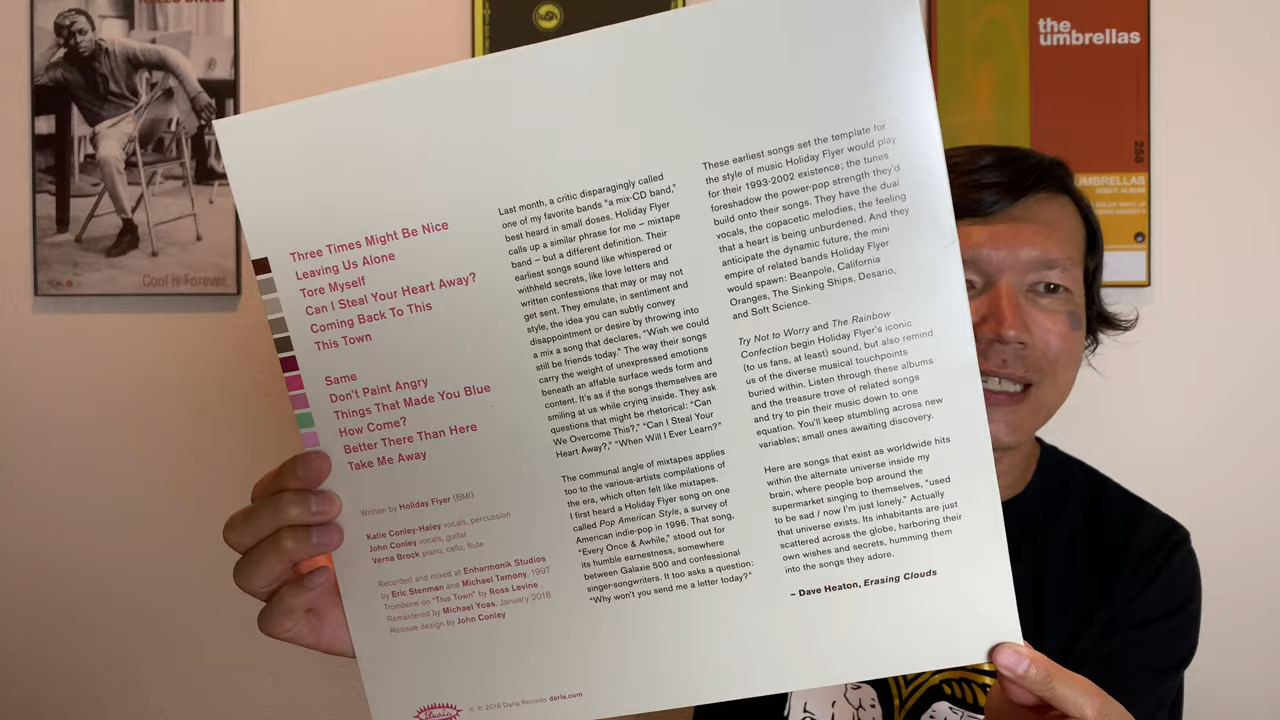 MILES DAVIS
Cool is Forever.
lush
the
umbrellas
258
UMBRELLAS
DEBUT ALBUM
Three Times Might Be Nice
Leaving Us Alone
Tore Myself
Can I Steal Your Heart Away?
Coming Back To This
This Town
Same
Don't Paint Angry
Things That Made You Blue
How Come?
Better There Than Here
Take Me Away
Written by Holiday Flyer (BMI)
Katie Conley-Haley vocals, percussion
John Conley vocals, guitar
Verna Brock piano, cello, flute
Recorded and mixed at Enharmonik Studios
by Eric Stenman and Michael Tamony, 1997
Trombone on "This Town" by Ross Levine
Remastered by Michael Yoas, January 2018
Reissue design by John Conley
Darla
© ℗ 2018 Darla Records darla.com
Last month, a critic disparagingly called
one of my favorite bands "a mix-CD band,"
best heard in small doses. Holiday Flyer
calls up a similar phrase for me – mixtape
band – but a different definition. Their
earliest songs sound like whispered or
withheld secrets, like love letters and
written confessions that may or may not
get sent. They emulate, in sentiment and
style, the idea you can subtly convey
disappointment or desire by throwing into
a mix a song that declares, "Wish we could
still be friends today." The way their songs
carry the weight of unexpressed emotions
beneath an affable surface weds form and
content. It's as if the songs themselves are
smiling at us while crying inside. They ask
questions that might be rhetorical: "Can
We Overcome This?," "Can I Steal Your
Heart Away?," "When Will I Ever Learn?"
The communal angle of mixtapes applies
too to the various-artists compilations of
the era, which often felt like mixtapes.
I first heard a Holiday Flyer song on one
called Pop American Style, a survey of
American indie-pop in 1996. That song,
"Every Once & Awhile," stood out for
its humble earnestness, somewhere
between Galaxie 500 and confessional
singer-songwriters. It too asks a question:
"Why won't you send me a letter today?"
These earliest songs set the template for
the style of music Holiday Flyer would play
for their 1993-2002 existence; the tunes
foreshadow the power-pop strength they'd
build onto their songs. They have the dual
vocals, the copacetic melodies, the feeling
that a heart is being unburdened. And they
anticipate the dynamic future, the mini
empire of related bands Holiday Flyer
would spawn: Beanpole, California
Oranges, The Sinking Ships, Desario,
and Soft Science.
Try Not to Worry and The Rainbow
Confection begin Holiday Flyer's iconic
(to us fans, at least) sound, but also remind
us of the diverse musical touchpoints
buried within. Listen through these albums
and the treasure trove of related songs
and try to pin their music down to one
equation. You'll keep stumbling across new
variables; small ones awaiting discovery.
Here are songs that exist as worldwide hits
within the alternate universe inside my
brain, where people bop around the
supermarket singing to themselves, "used
to be sad / now I'm just lonely." Actually
that universe exists. Its inhabitants are just
scattered across the globe, harboring their
own wishes and secrets, humming them
into the songs they adore.
– Dave Heaton, Erasing Clouds